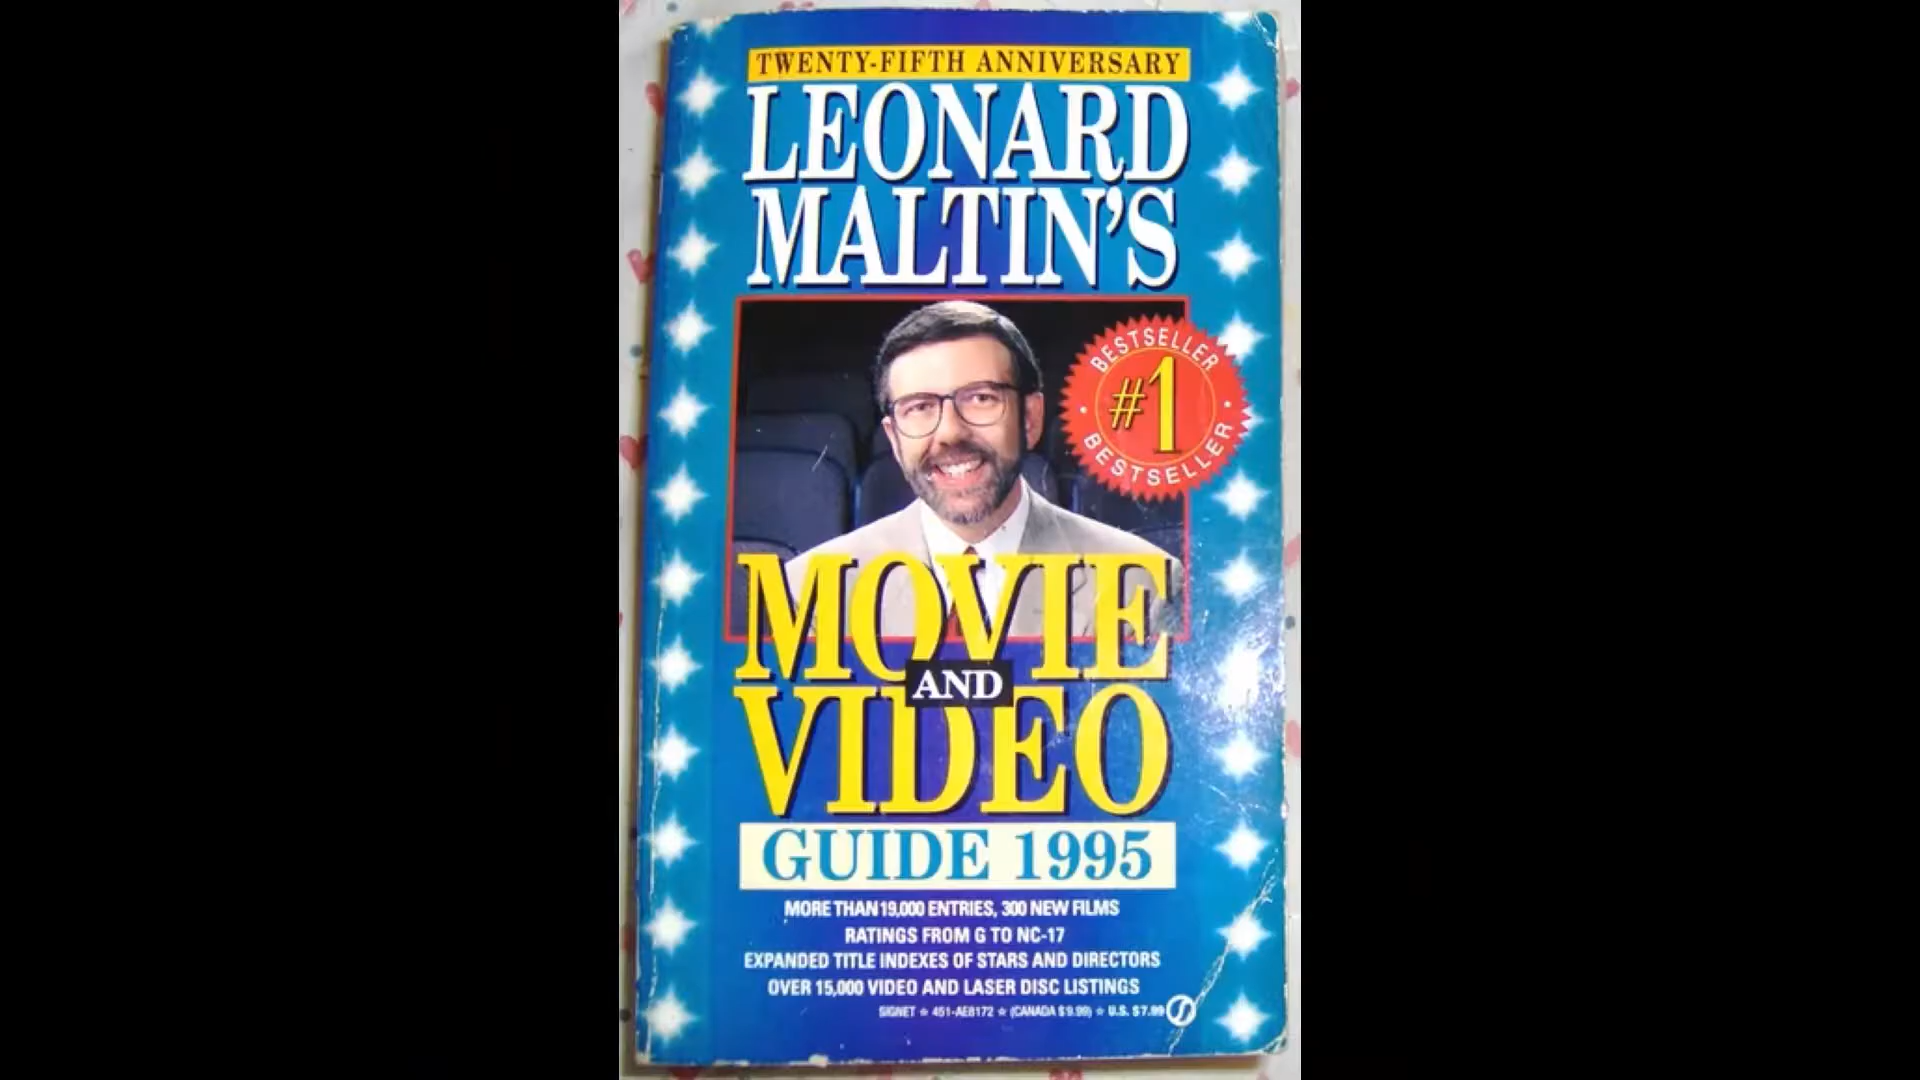 TWENTY-FIFTH ANNIVERSARY
LEONARD
MALTIN'S
BESTSELLER
#1
BESTSELLER
MOVIE
AND
VIDEO
GUIDE 1995
MORE THAN 19,000 ENTRIES, 300 NEW FILMS
RATINGS FROM G TO NC-17
EXPANDED TITLE INDEXES OF STARS AND DIRECTORS
OVER 15,000 VIDEO AND LASER DISC LISTINGS
SIGNET ★ 451-AE8172 ★ (CANADA $9.99) ★ U.S. $7.99